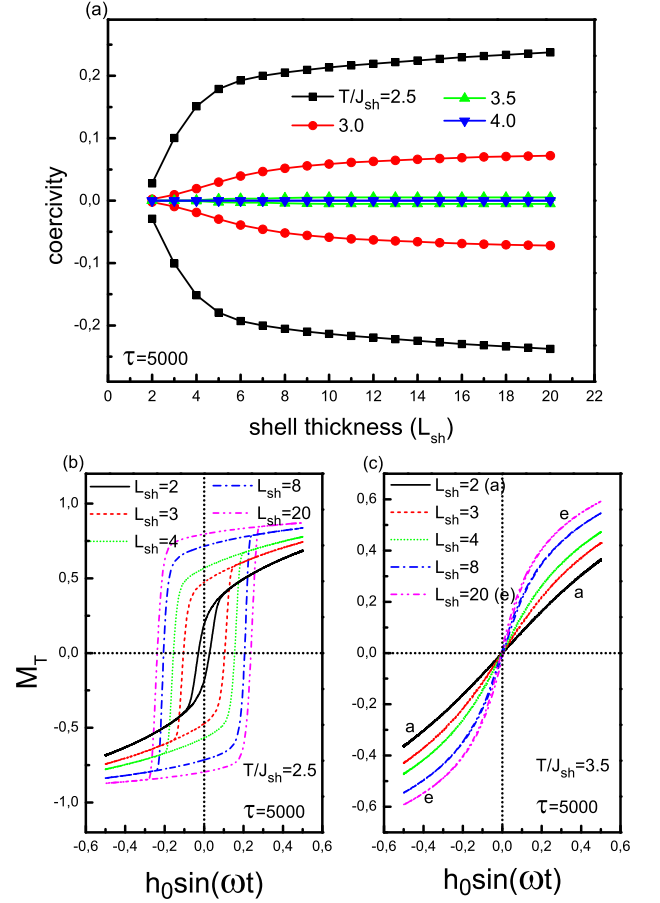 (a)
0,2
0,1
0,0
-0,1
-0,2
coercivity
T/J_sh=2.5
3.0
3.5
4.0
τ=5000
0 2 4 6 8 10 12 14 16 18 20 22
shell thickness (L_sh)
(b)
L_sh=2
L_sh=3
L_sh=4
L_sh=8
L_sh=20
1,0
0,5
0,0
-0,5
-1,0
M_T
T/J_sh=2.5
τ=5000
-0,6 -0,4 -0,2 0,0 0,2 0,4 0,6
h_0sin(ωt)
(c)
L_sh=2 (a)
L_sh=3
L_sh=4
L_sh=8
L_sh=20 (e)
e
a
a
e
0,6
0,4
0,2
0,0
-0,2
-0,4
-0,6
T/J_sh=3.5
τ=5000
-0,6 -0,4 -0,2 0,0 0,2 0,4 0,6
h_0sin(ωt)